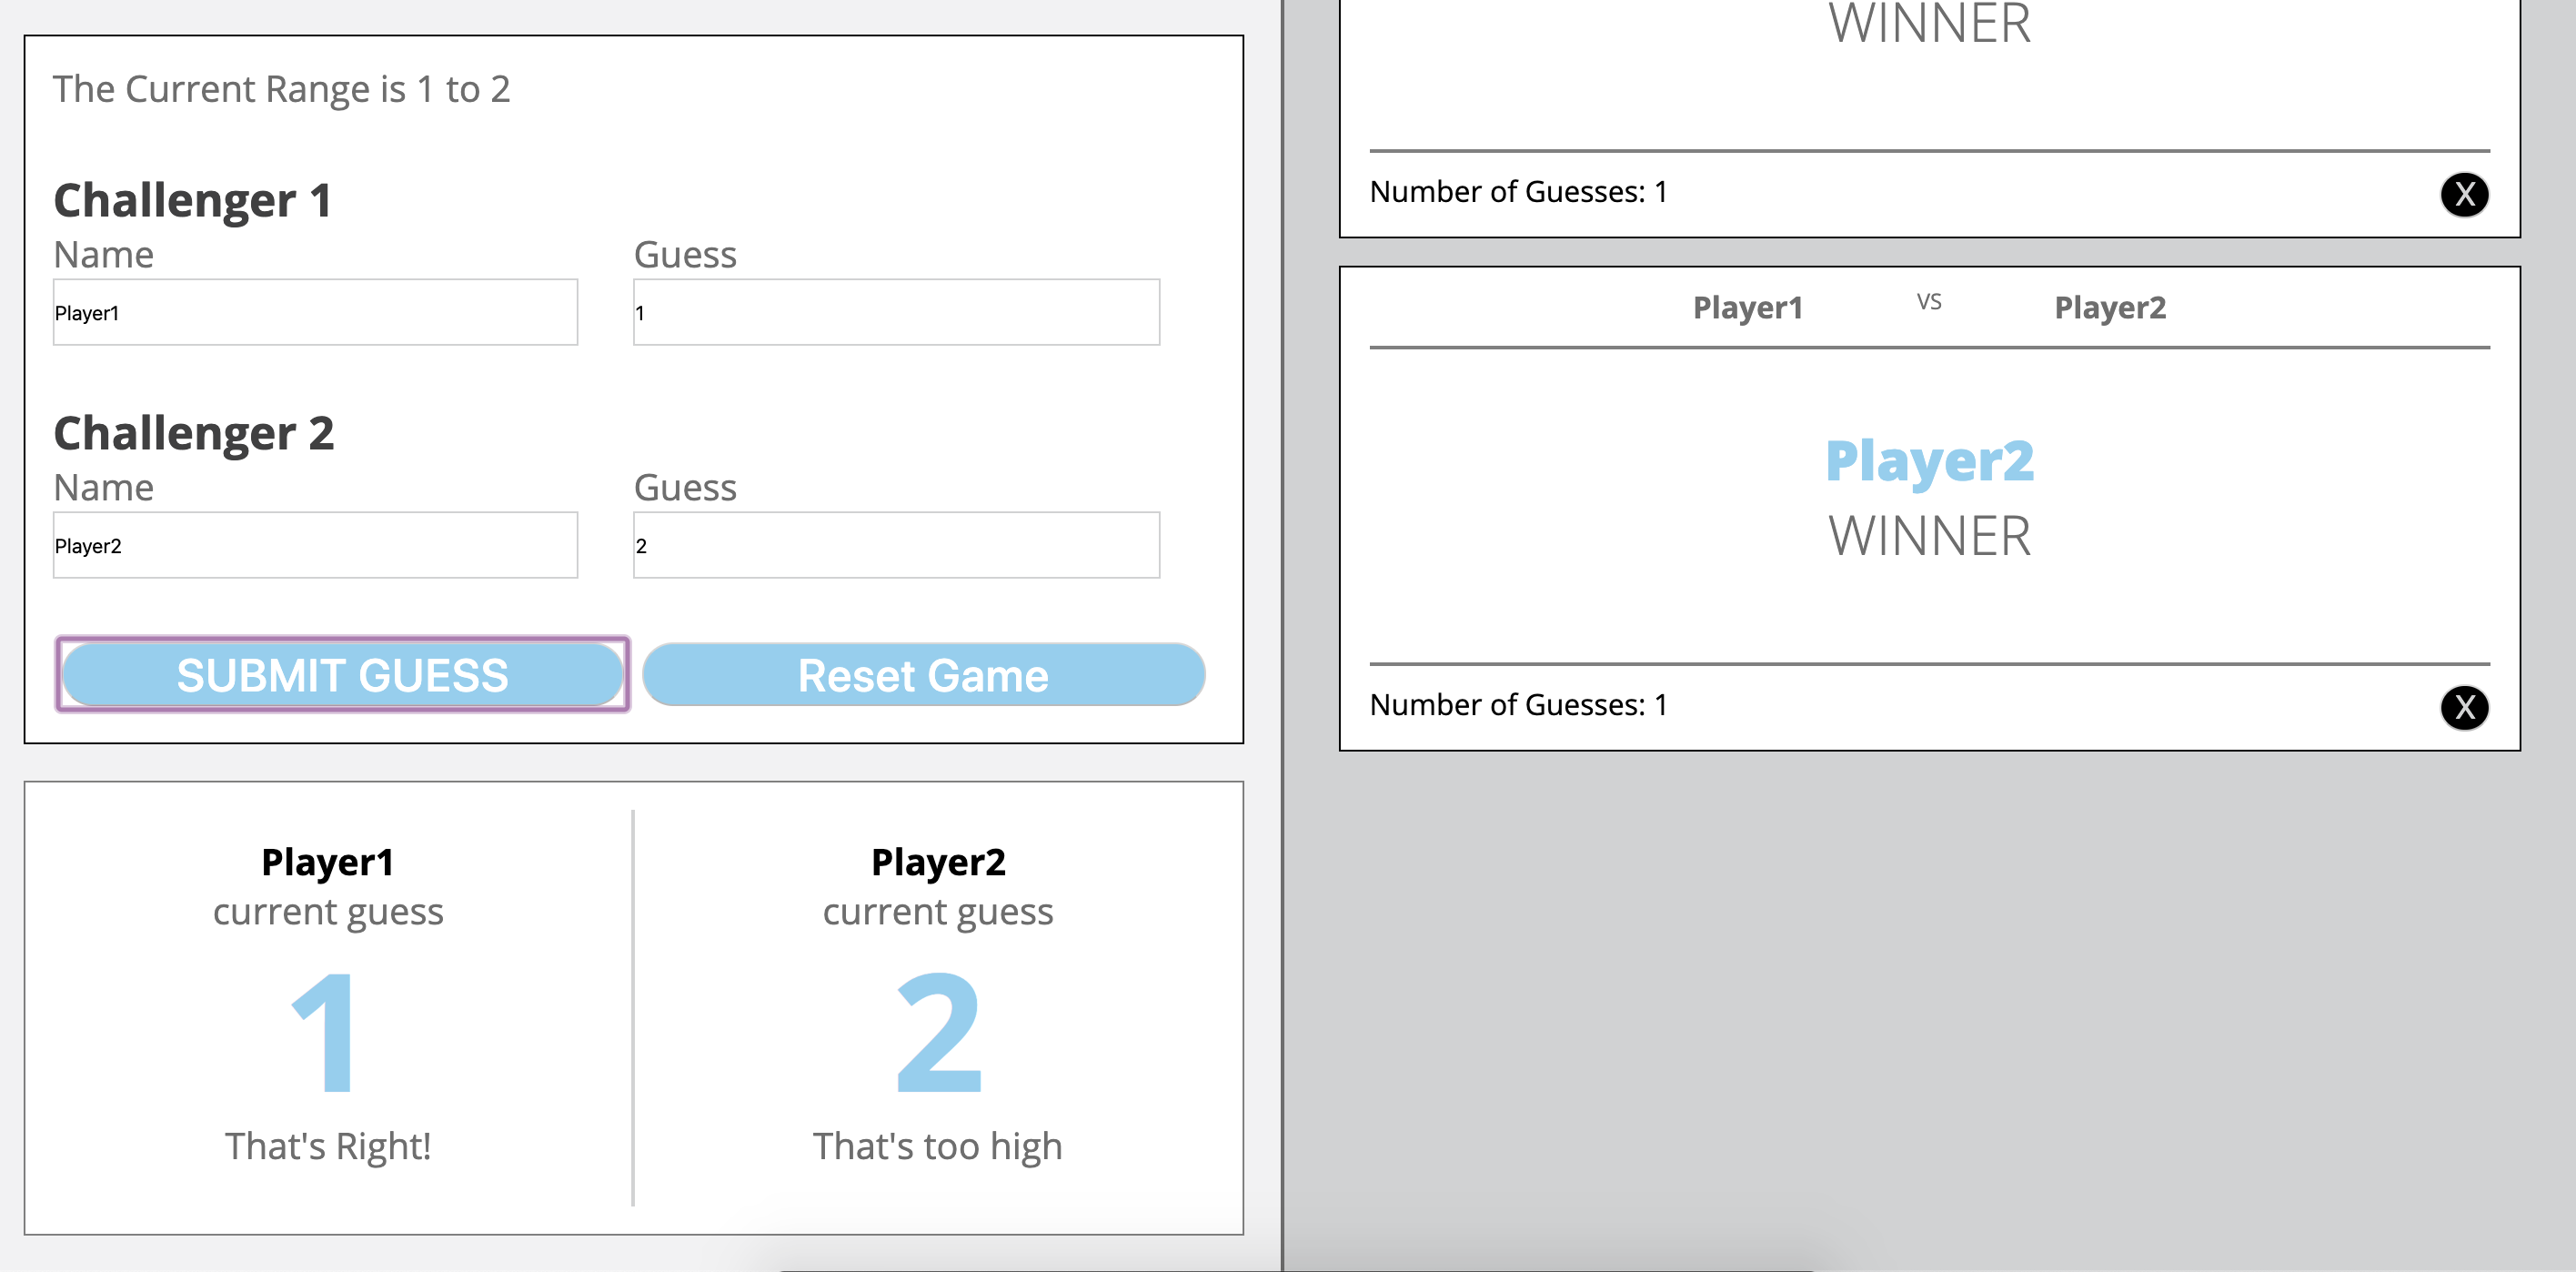 The Current Range is 1 to 2
Challenger 1
Name Guess
Player1 1
Challenger 2
Name Guess
Player2 2
SUBMIT GUESS Reset Game
Player1 Player2
current guess current guess
1 2
That's Right! That's too high
WINNER
Number of Guesses: 1 X
Player1 VS Player2
Player2
WINNER
Number of Guesses: 1 X